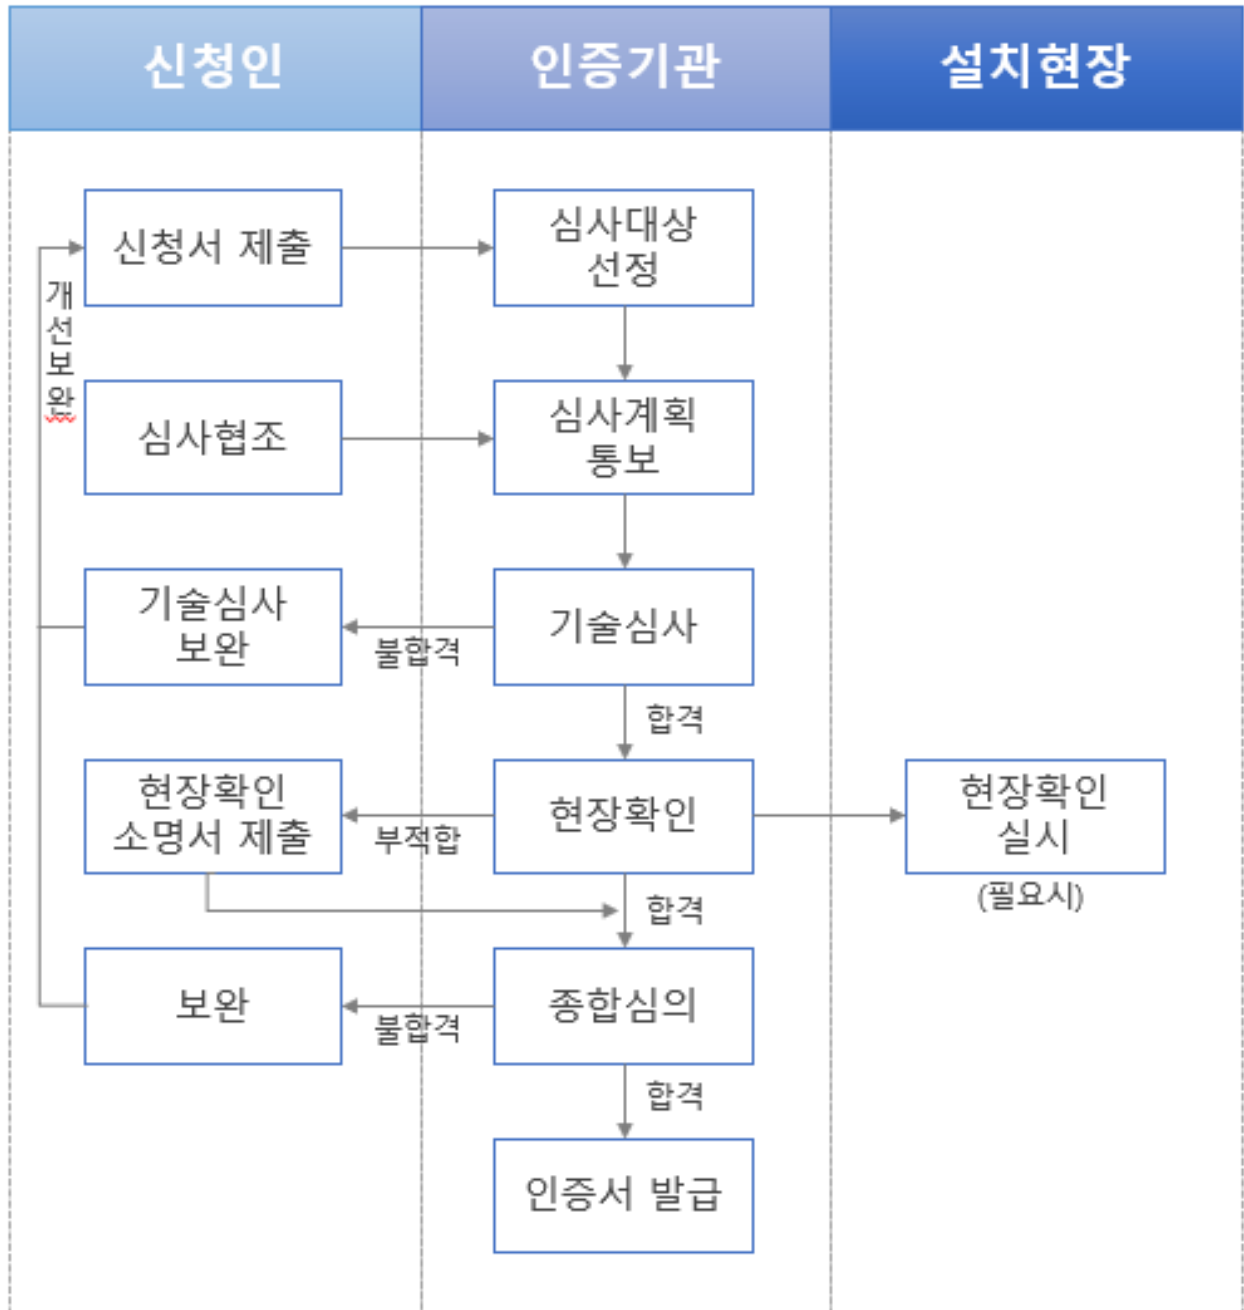 신청인
인증기관
설치현장
신청서 제출
심사대상
선정
개
선
보
완
심사협조
심사계획
통보
기술심사
보완
불합격
기술심사
합격
현장확인
소명서 제출
부적합
현장확인
현장확인
실시
(필요시)
합격
보완
불합격
종합심의
합격
인증서 발급